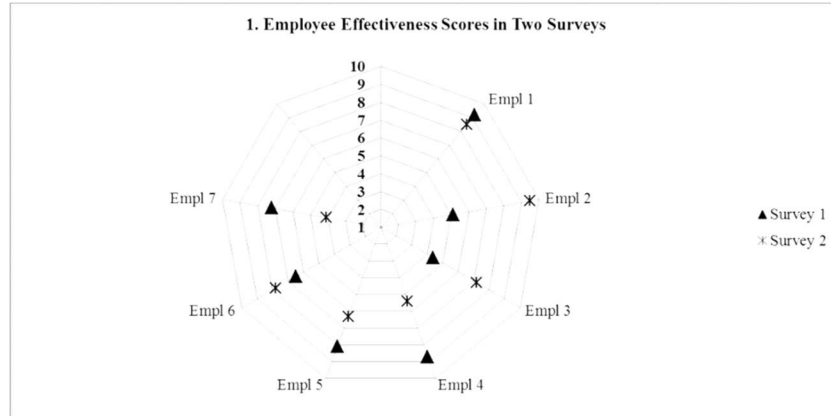 1. Employee Effectiveness Scores in Two Surveys
10
9
8
7
6
5
4
3
2
1
Empl 1
Empl 2
Empl 3
Empl 4
Empl 5
Empl 6
Empl 7
Survey 1
Survey 2